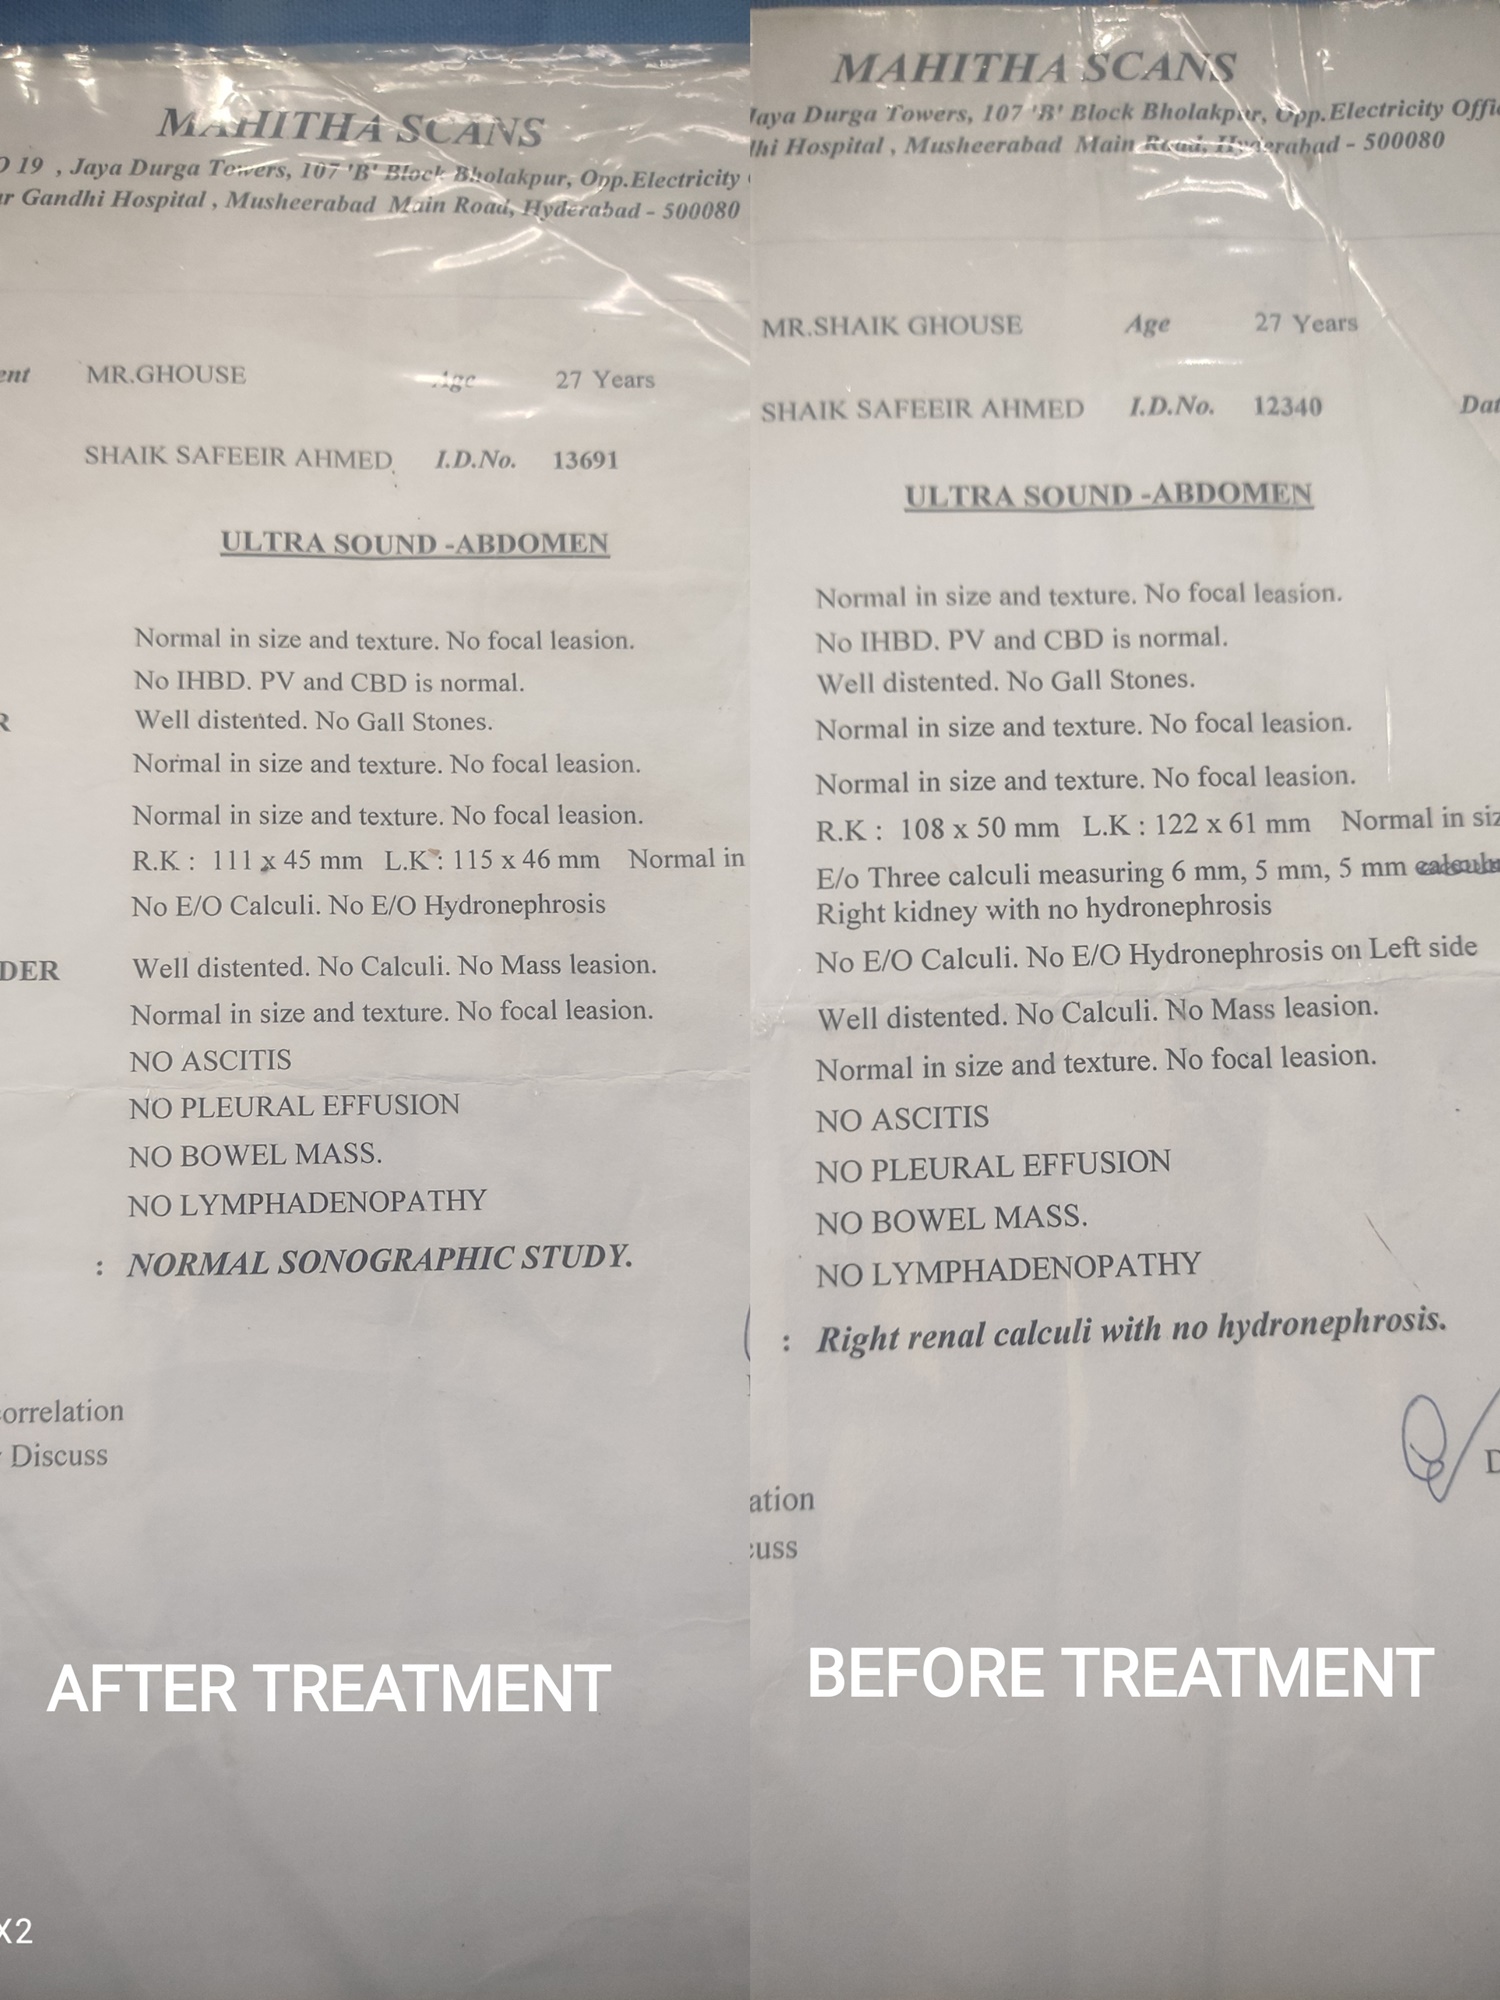 MAHITHA SCANS
19 , Jaya Durga Towers, 107 'B' Block Bholakpur, Opp.Electricity
Gandhi Hospital , Musheerabad Main Road, Hyderabad - 500080
MR.GHOUSE Age 27 Years
SHAIK SAFEEIR AHMED I.D.No. 13691
ULTRA SOUND -ABDOMEN
Normal in size and texture. No focal leasion.
No IHBD. PV and CBD is normal.
R Well distented. No Gall Stones.
Normal in size and texture. No focal leasion.
Normal in size and texture. No focal leasion.
R.K : 111 x 45 mm L.K : 115 x 46 mm Normal in
No E/O Calculi. No E/O Hydronephrosis
DER Well distented. No Calculi. No Mass leasion.
Normal in size and texture. No focal leasion.
NO ASCITIS
NO PLEURAL EFFUSION
NO BOWEL MASS.
NO LYMPHADENOPATHY
: NORMAL SONOGRAPHIC STUDY.
orrelation
Discuss
AFTER TREATMENT
X2
MAHITHA SCANS
Jaya Durga Towers, 107 'B' Block Bholakpur, Opp.Electricity Offic
dhi Hospital , Musheerabad Main Road, Hyderabad - 500080
MR.SHAIK GHOUSE Age 27 Years
SHAIK SAFEEIR AHMED I.D.No. 12340 Dat
ULTRA SOUND -ABDOMEN
Normal in size and texture. No focal leasion.
No IHBD. PV and CBD is normal.
Well distented. No Gall Stones.
Normal in size and texture. No focal leasion.
Normal in size and texture. No focal leasion.
R.K : 108 x 50 mm L.K : 122 x 61 mm Normal in siz
E/o Three calculi measuring 6 mm, 5 mm, 5 mm
Right kidney with no hydronephrosis
No E/O Calculi. No E/O Hydronephrosis on Left side
Well distented. No Calculi. No Mass leasion.
Normal in size and texture. No focal leasion.
NO ASCITIS
NO PLEURAL EFFUSION
NO BOWEL MASS.
NO LYMPHADENOPATHY
: Right renal calculi with no hydronephrosis.
D
ation
cuss
BEFORE TREATMENT